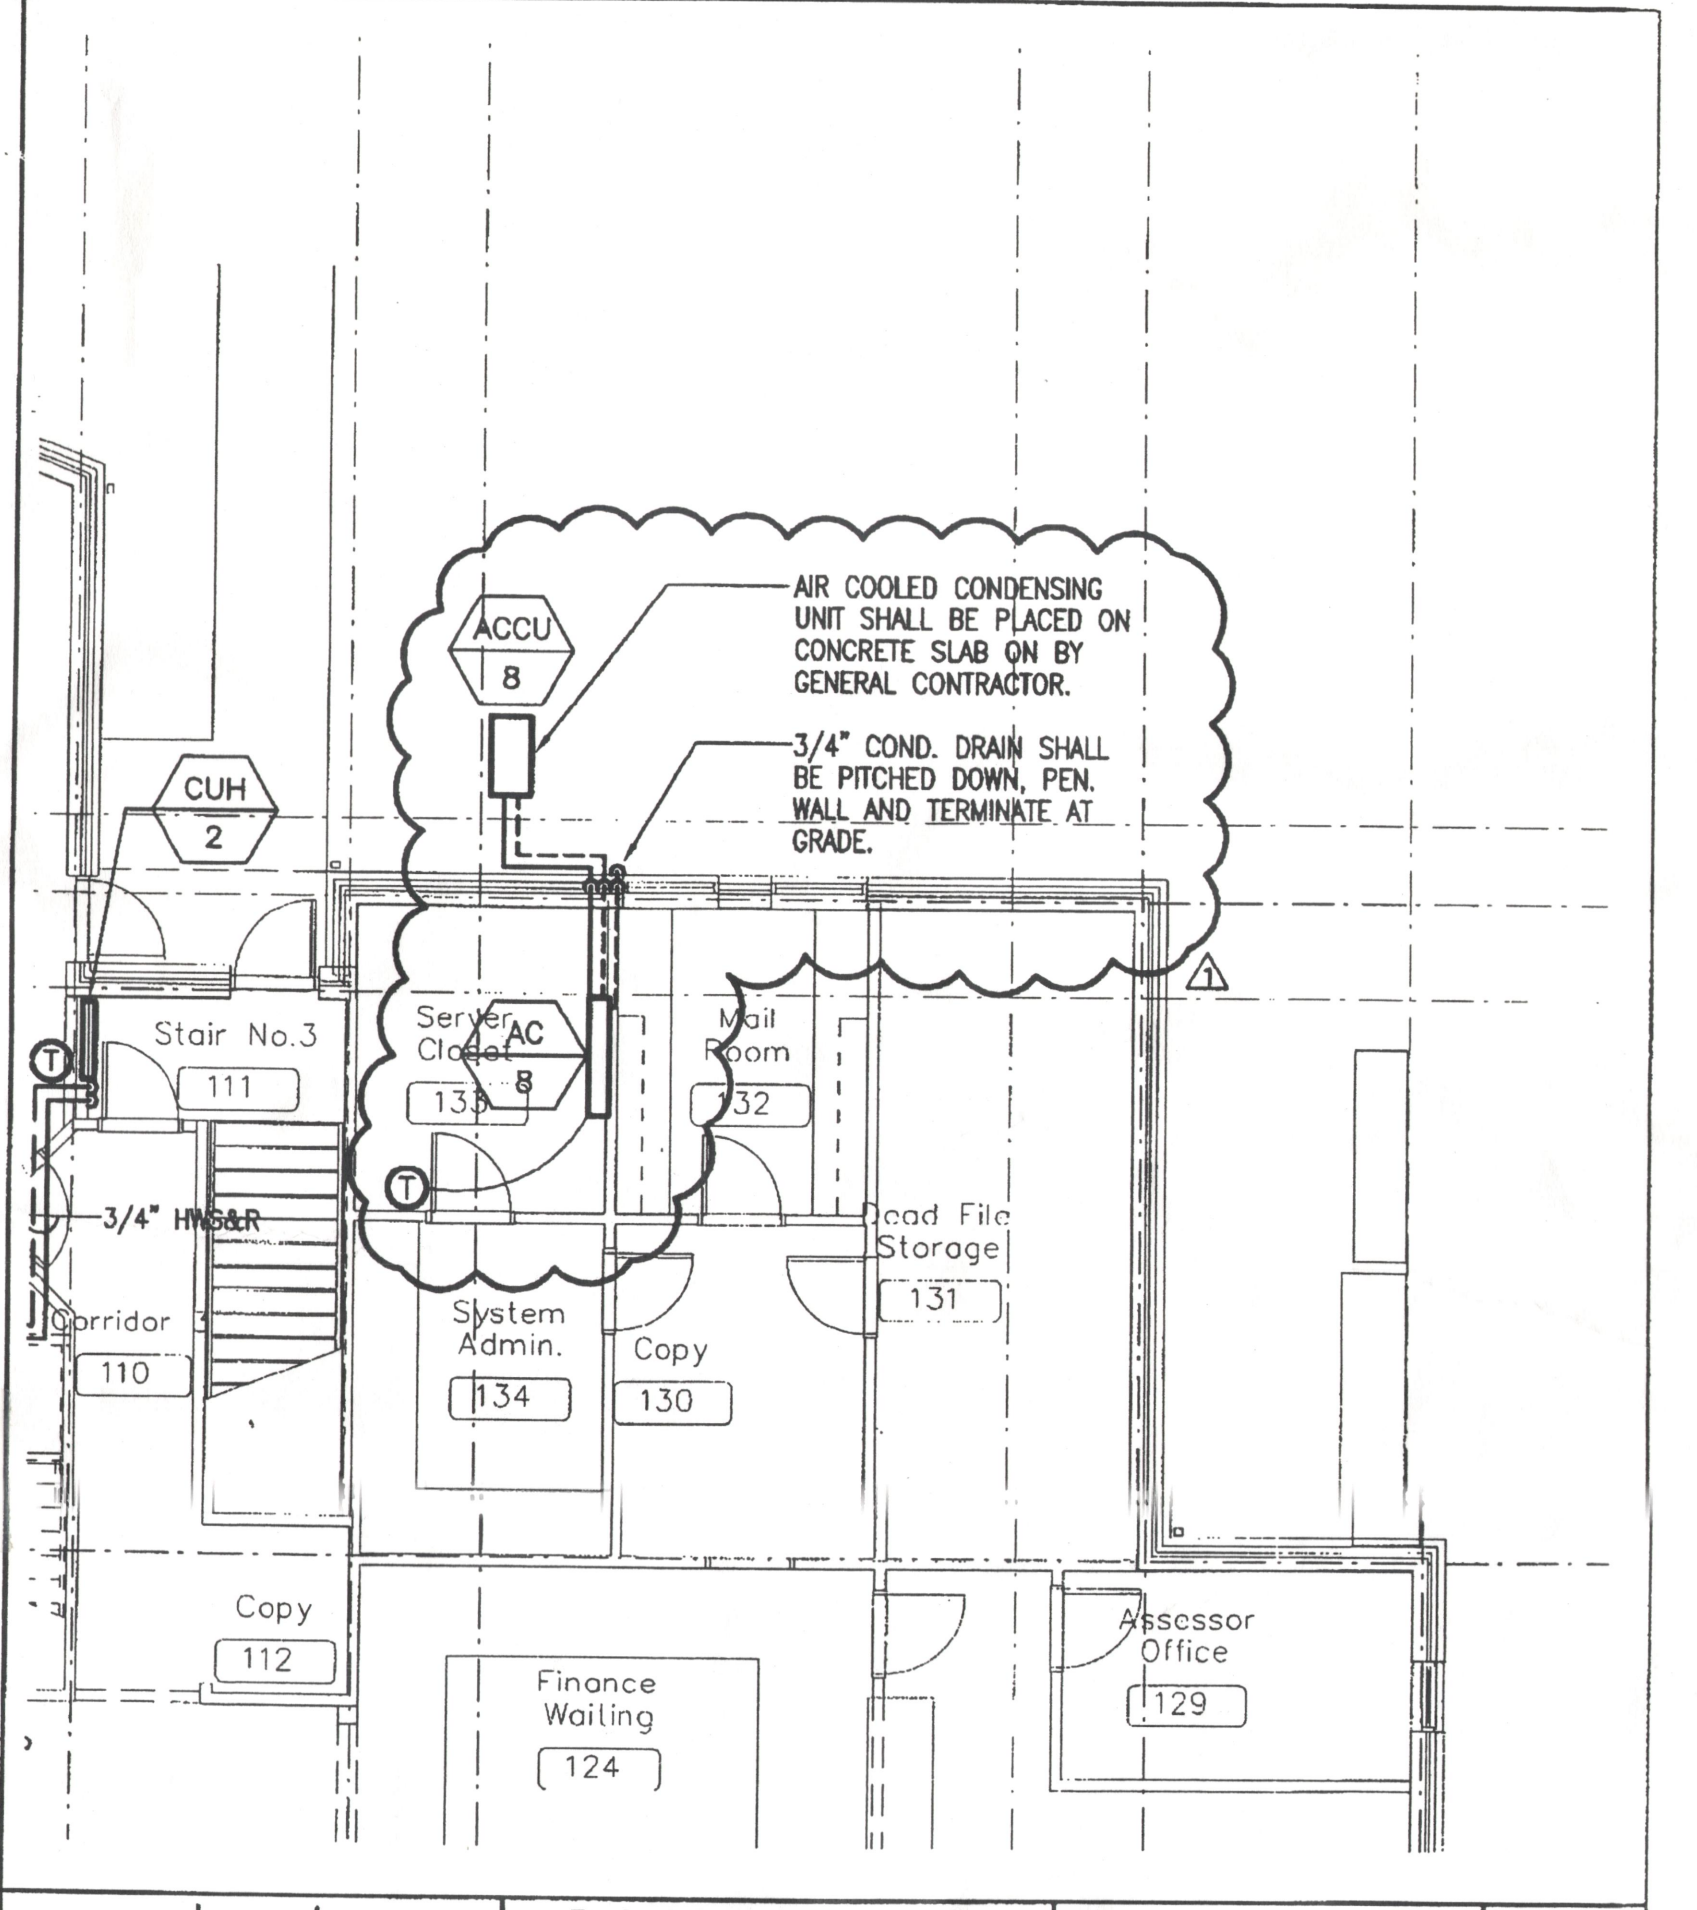 AIR COOLED CONDENSING
UNIT SHALL BE PLACED ON
CONCRETE SLAB ON BY
GENERAL CONTRACTOR.
ACCU
8
3/4" COND. DRAIN SHALL
BE PITCHED DOWN, PEN.
WALL AND TERMINATE AT
GRADE.
CUH
2
1
Stair No.3
111
T
Server
Closet
133
AC
8
Mail
Room
132
T
3/4" HWS&R
Dead File
Storage
131
Corridor
110
System
Admin.
134
Copy
130
Copy
112
Finance
Waiting
124
Assessor
Office
129